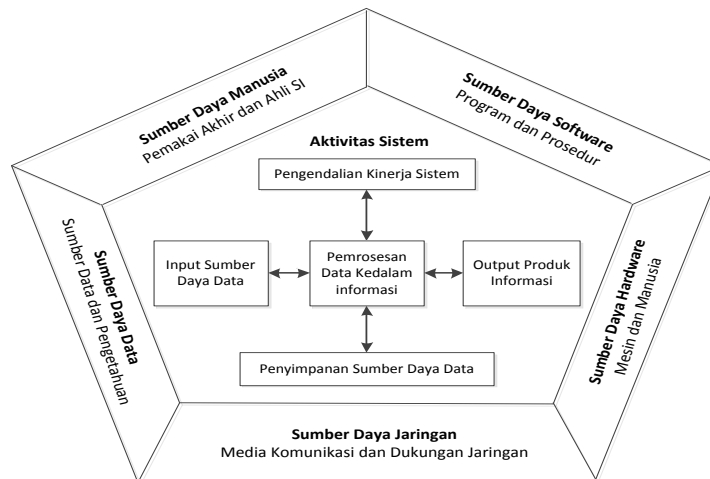 Sumber Daya Manusia
Pemakai Akhir dan Ahli SI
Sumber Daya Software
Program dan Prosedur
Aktivitas Sistem
Pengendalian Kinerja Sistem
Sumber Daya Data
Sumber Data dan Pengetahuan
Input Sumber
Daya Data
Pemrosesan
Data Kedalam
informasi
Output Produk
Informasi
Sumber Daya Hardware
Mesin dan Manusia
Penyimpanan Sumber Daya Data
Sumber Daya Jaringan
Media Komunikasi dan Dukungan Jaringan